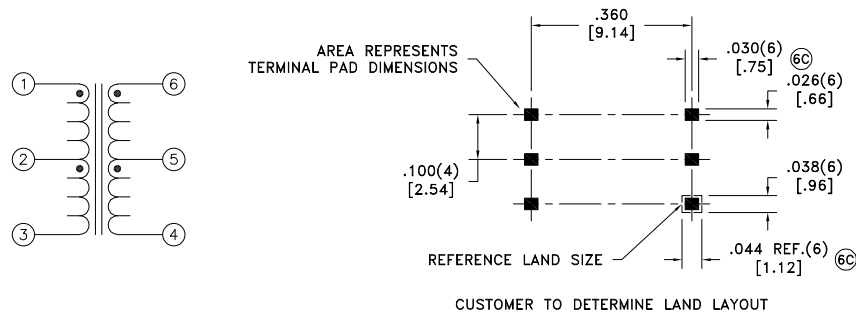 1
2
3
6
5
4
.360
[9.14]
AREA REPRESENTS
TERMINAL PAD DIMENSIONS
.030(6) 6C
[.75]
.026(6)
[.66]
.100(4)
[2.54]
.038(6)
[.96]
REFERENCE LAND SIZE
.044 REF.(6) 6C
[1.12]
CUSTOMER TO DETERMINE LAND LAYOUT